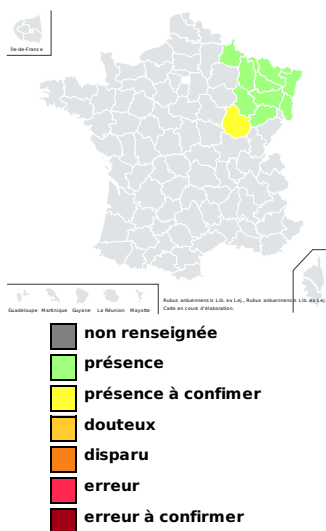 Ile-de-France
Guadeloupe Martinique Guyane La Réunion Mayotte
Rubus arduennensis Lib. ex Lej., Rubus arduennensis Lib. ex Lej.
Carte en cours d'élaboration.
non renseignée
présence
présence à confimer
douteux
disparu
erreur
erreur à confirmer